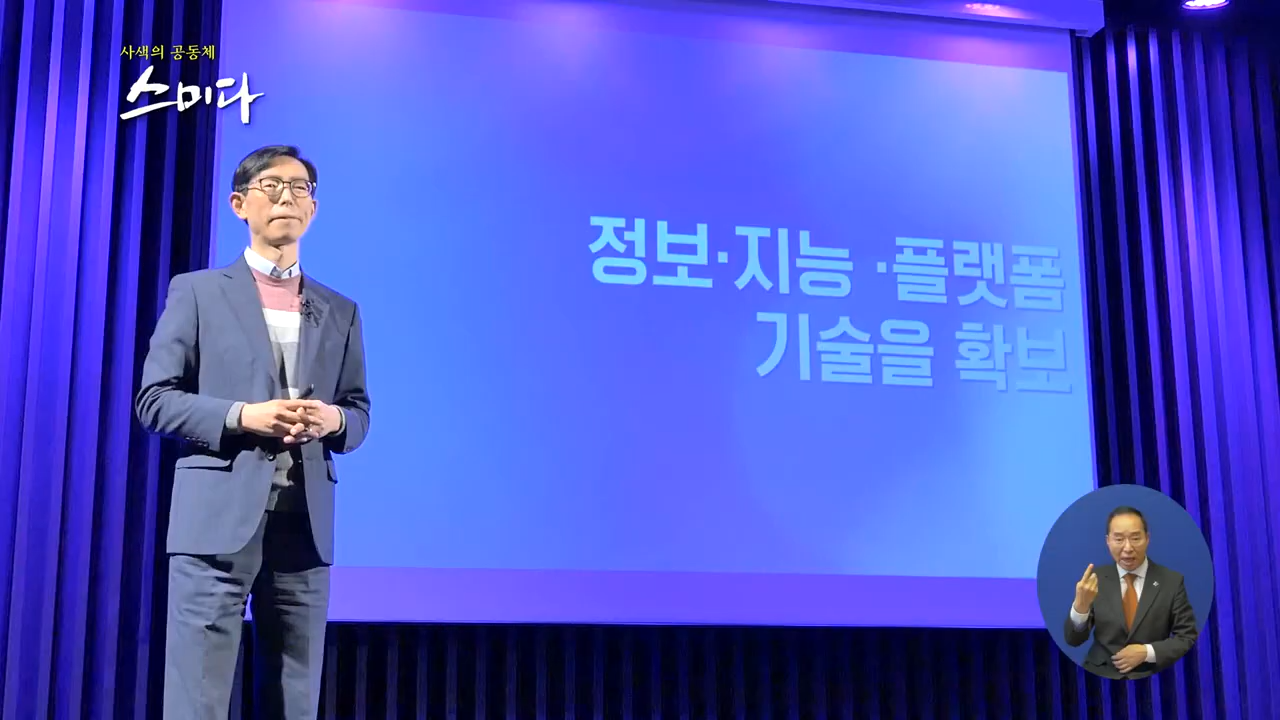 사색의 공동체
스미다
정보·지능·플랫폼
기술을 확보